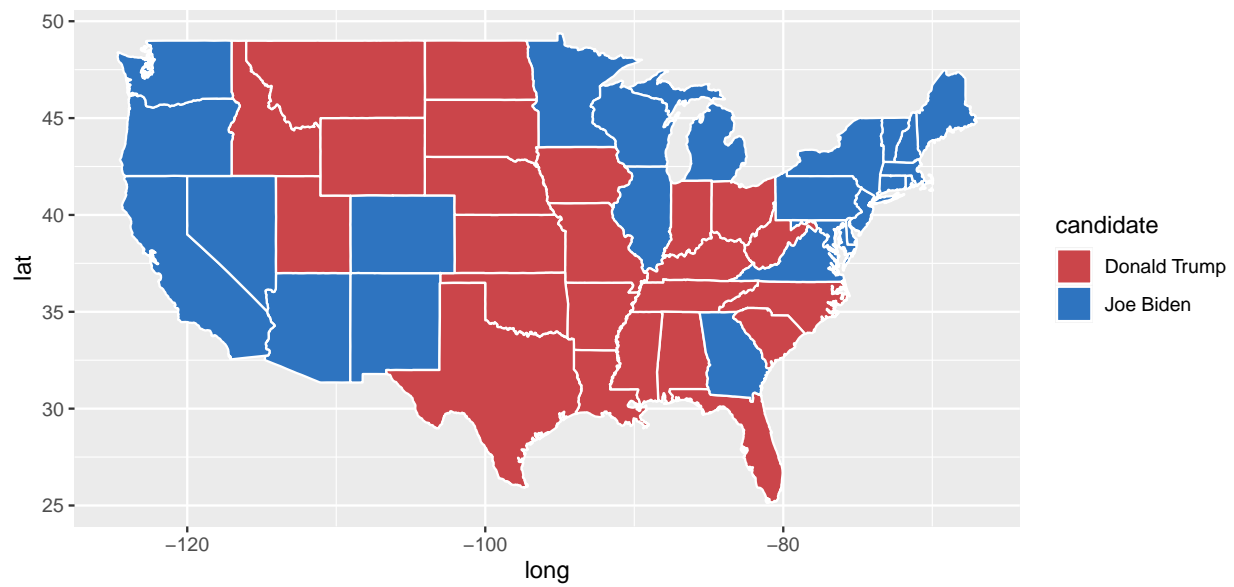 50
45
40
35
30
25
lat
−120
−100
−80
long
candidate
Donald Trump
Joe Biden